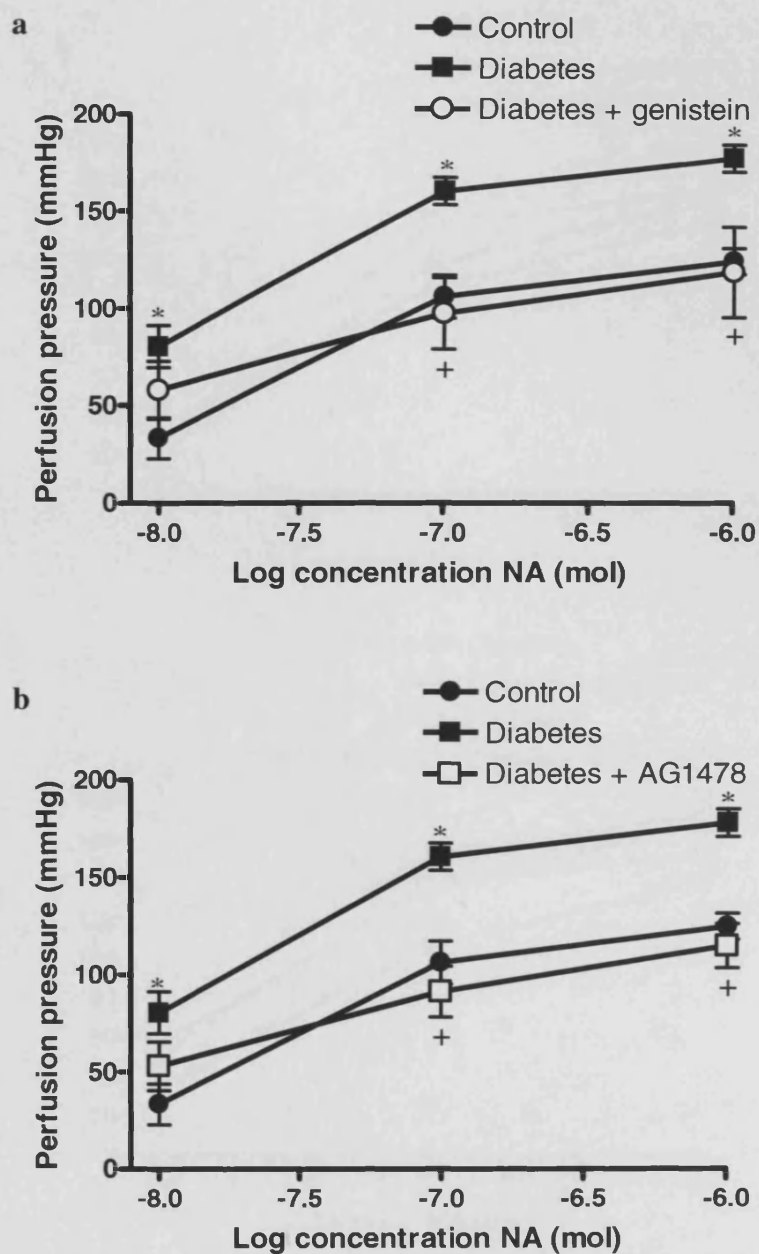 a
Control
Diabetes
Diabetes + genistein
200
150
100
50
0
Perfusion pressure (mmHg)
*
*
*
+
+
-8.0 -7.5 -7.0 -6.5 -6.0
Log concentration NA (mol)
b
Control
Diabetes
Diabetes + AG1478
200
150
100
50
0
Perfusion pressure (mmHg)
*
*
*
+
+
-8.0 -7.5 -7.0 -6.5 -6.0
Log concentration NA (mol)